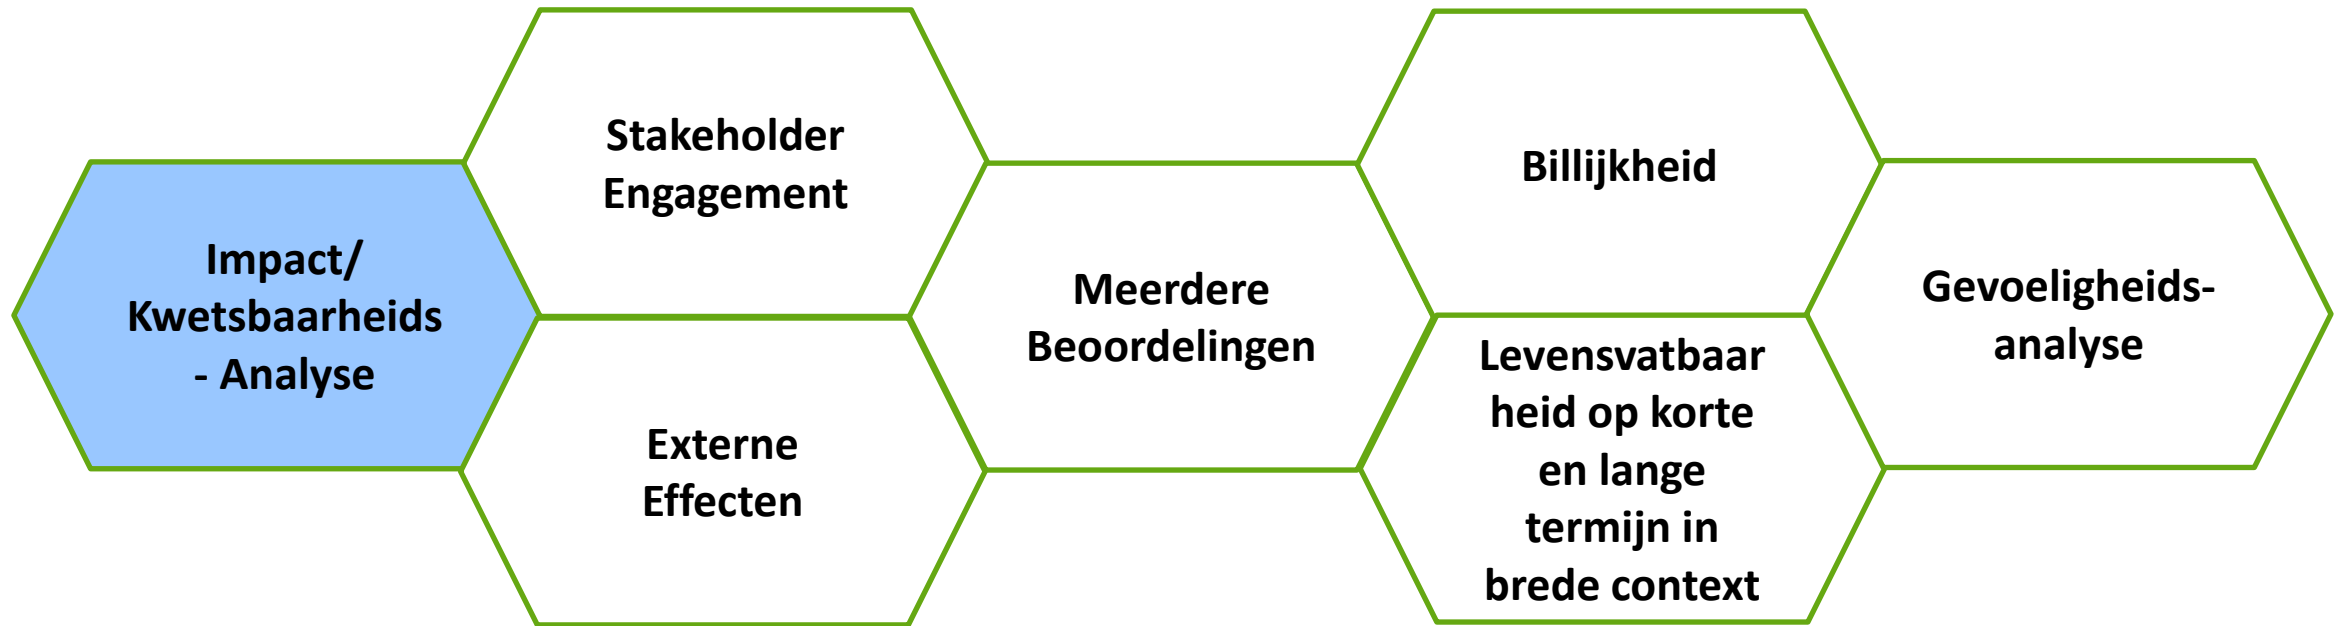 Impact/
Kwetsbaarheids
- Analyse
Stakeholder
Engagement
Externe
Effecten
Meerdere
Beoordelingen
Billijkheid
Levensvatbaar
heid op korte
en lange
termijn in
brede context
Gevoeligheids-
analyse